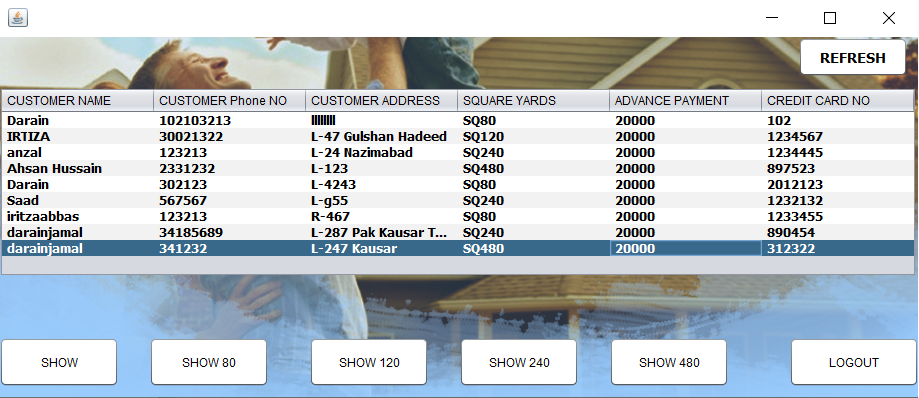 REFRESH
CUSTOMER NAME CUSTOMER Phone NO CUSTOMER ADDRESS SQUARE YARDS ADVANCE PAYMENT CREDIT CARD NO
Darain 102103213 llllllll SQ80 20000 102
IRTIZA 30021322 L-47 Gulshan Hadeed SQ120 20000 1234567
anzal 123213 L-24 Nazimabad SQ240 20000 1234445
Ahsan Hussain 2331232 L-123 SQ480 20000 897523
Darain 302123 L-4243 SQ80 20000 2012123
Saad 567567 L-g55 SQ240 20000 1232132
iritzaabbas 123213 R-467 SQ80 20000 1233455
darainjamal 34185689 L-287 Pak Kausar T... SQ240 20000 890454
darainjamal 341232 L-247 Kausar SQ480 20000 312322
SHOW SHOW 80 SHOW 120 SHOW 240 SHOW 480 LOGOUT